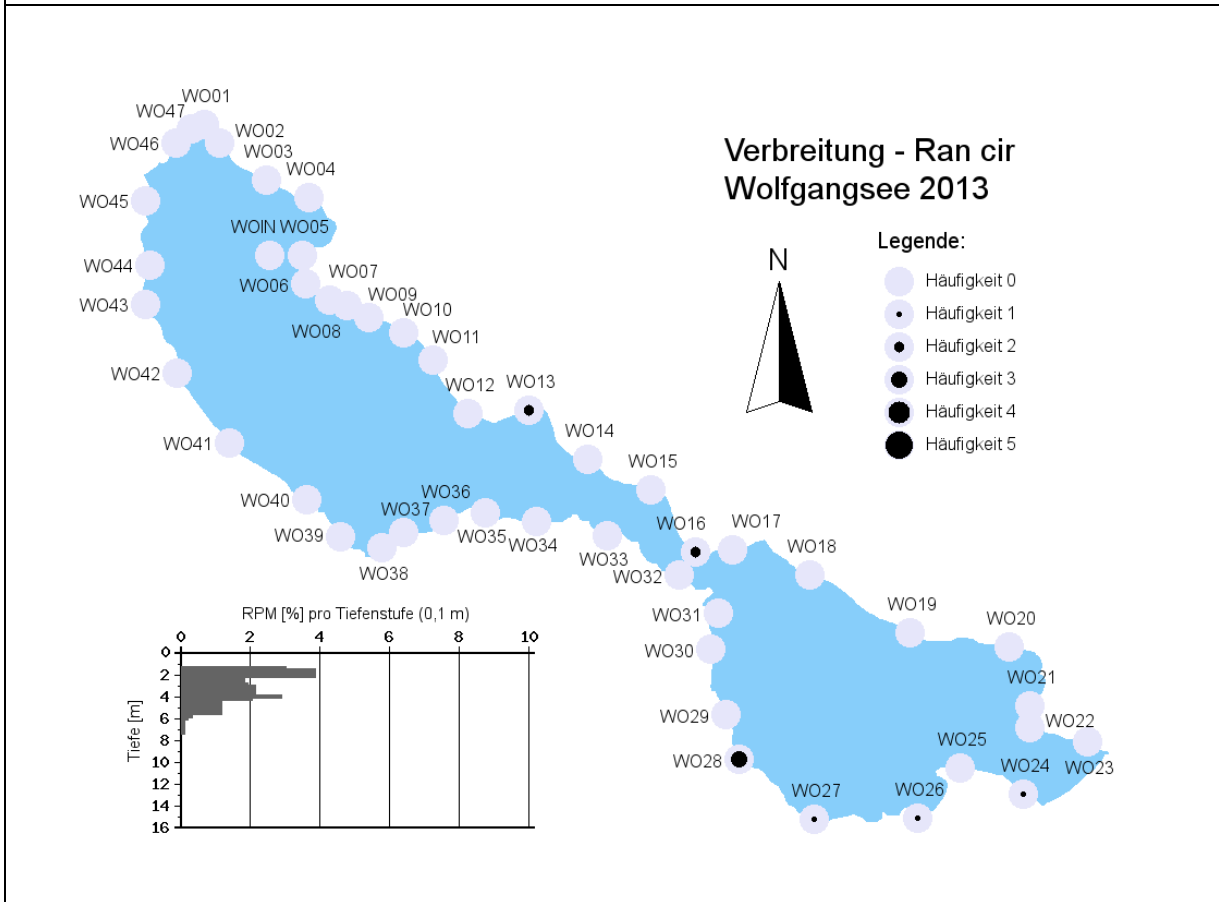 Verbreitung - Ran cir
Wolfgangsee 2013
Legende:
Häufigkeit 0
Häufigkeit 1
Häufigkeit 2
Häufigkeit 3
Häufigkeit 4
Häufigkeit 5
N
WO01
WO47
WO02
WO46
WO03
WO04
WO45
WOIN WO05
WO44
WO06
WO07
WO43
WO09
WO08
WO10
WO11
WO42
WO12
WO13
WO41
WO14
WO15
WO40
WO36
WO37
WO35
WO16
WO17
WO39
WO34
WO38
WO33
WO18
WO32
WO31
WO19
WO20
WO30
WO21
WO29
WO22
WO28
WO25
WO23
WO24
WO27
WO26
RPM [%] pro Tiefenstufe (0,1 m)
0 2 4 6 8 10
Tiefe [m]
0
2
4
6
8
10
12
14
16